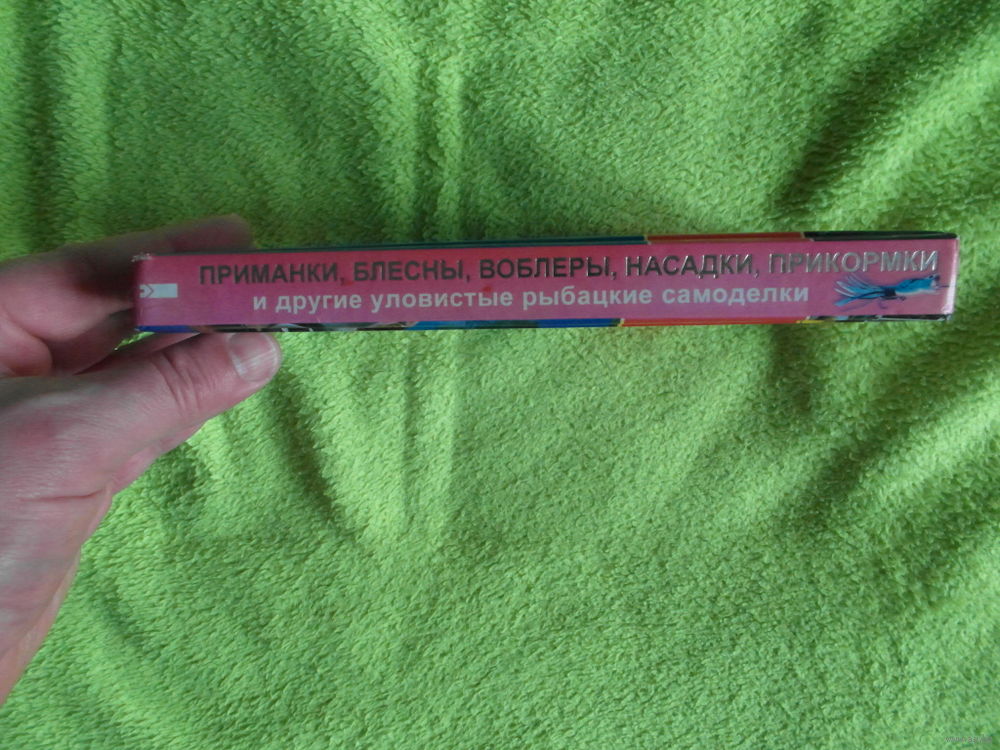 ПРИМАНКИ, БЛЕСНЫ, ВОБЛЕРЫ, НАСАДКИ, ПРИКОРМКИ
и другие уловистые рыбацкие самоделки